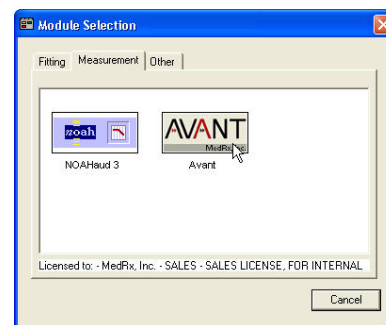 Module Selection
Fitting Measurement Other
noah AVANT
MedRx, Inc.
NOAHaud 3 Avant
Licensed to: - MedRx, Inc. - SALES - SALES LICENSE, FOR INTERNAL
Cancel